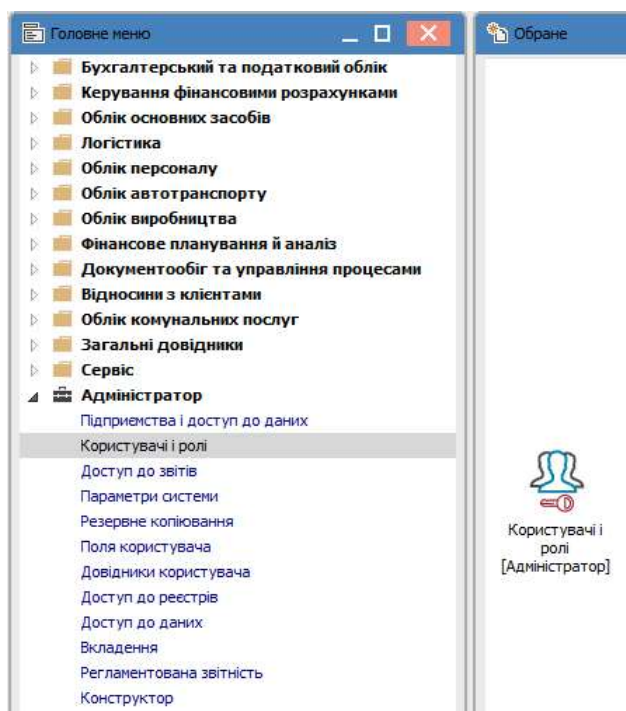 Головне меню
Бухгалтерський та податковий облік
Керування фінансовими розрахунками
Облік основних засобів
Логістика
Облік персоналу
Облік автотранспорту
Облік виробництва
Фінансове планування й аналіз
Документообіг та управління процесами
Відносини з клієнтами
Облік комунальних послуг
Загальні довідники
Сервіс
Адміністратор
Підприємства і доступ до даних
Користувачі і ролі
Доступ до звітів
Параметри системи
Резервне копіювання
Поля користувача
Довідники користувача
Доступ до реєстрів
Доступ до даних
Вкладення
Регламентована звітність
Конструктор
Обране
Користувачі і
ролі
[Адміністратор]